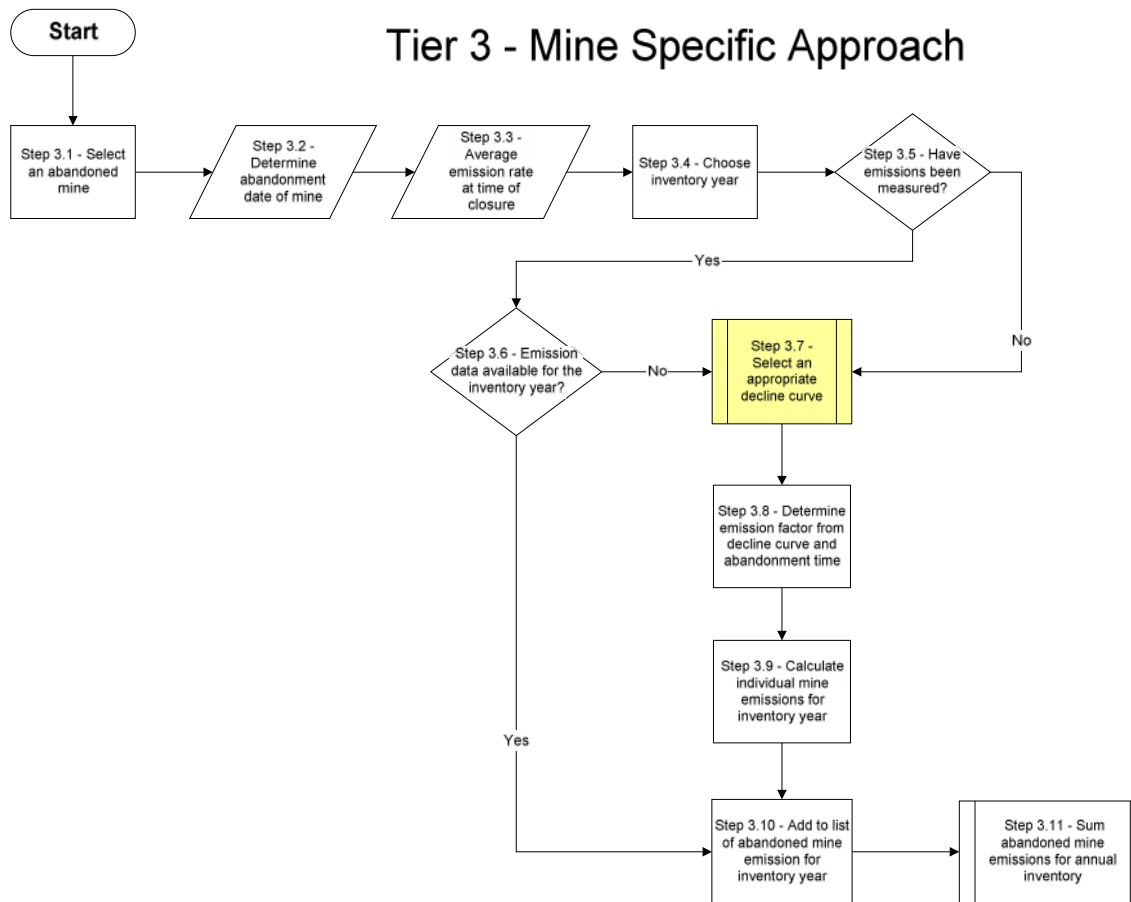 Start
Tier 3 - Mine Specific Approach
Step 3.1 - Select
an abandoned
mine
Step 3.2 -
Determine
abandonment
date of mine
Step 3.3 -
Average
emission rate
at time of
closure
Step 3.4 - Choose
inventory year
Step 3.5 - Have
emissions been
measured?
Yes
No
Step 3.6 - Emission
data available for the
inventory year?
No
Step 3.7 -
Select an
appropriate
decline curve
Step 3.8 - Determine
emission factor from
decline curve and
abandonment time
Step 3.9 - Calculate
individual mine
emissions for
inventory year
Yes
Step 3.10 - Add to list
of abandoned mine
emission for
inventory year
Step 3.11 - Sum
abandoned mine
emissions for annual
inventory